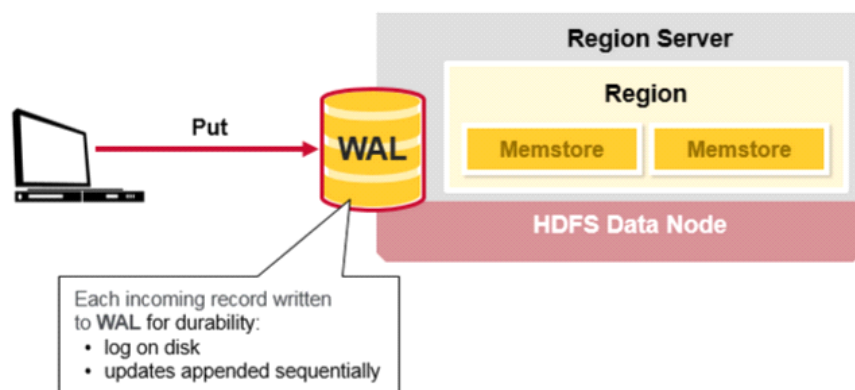 Region Server
Region
Put
WAL
Memstore Memstore
HDFS Data Node
Each incoming record written
to WAL for durability:
• log on disk
• updates appended sequentially